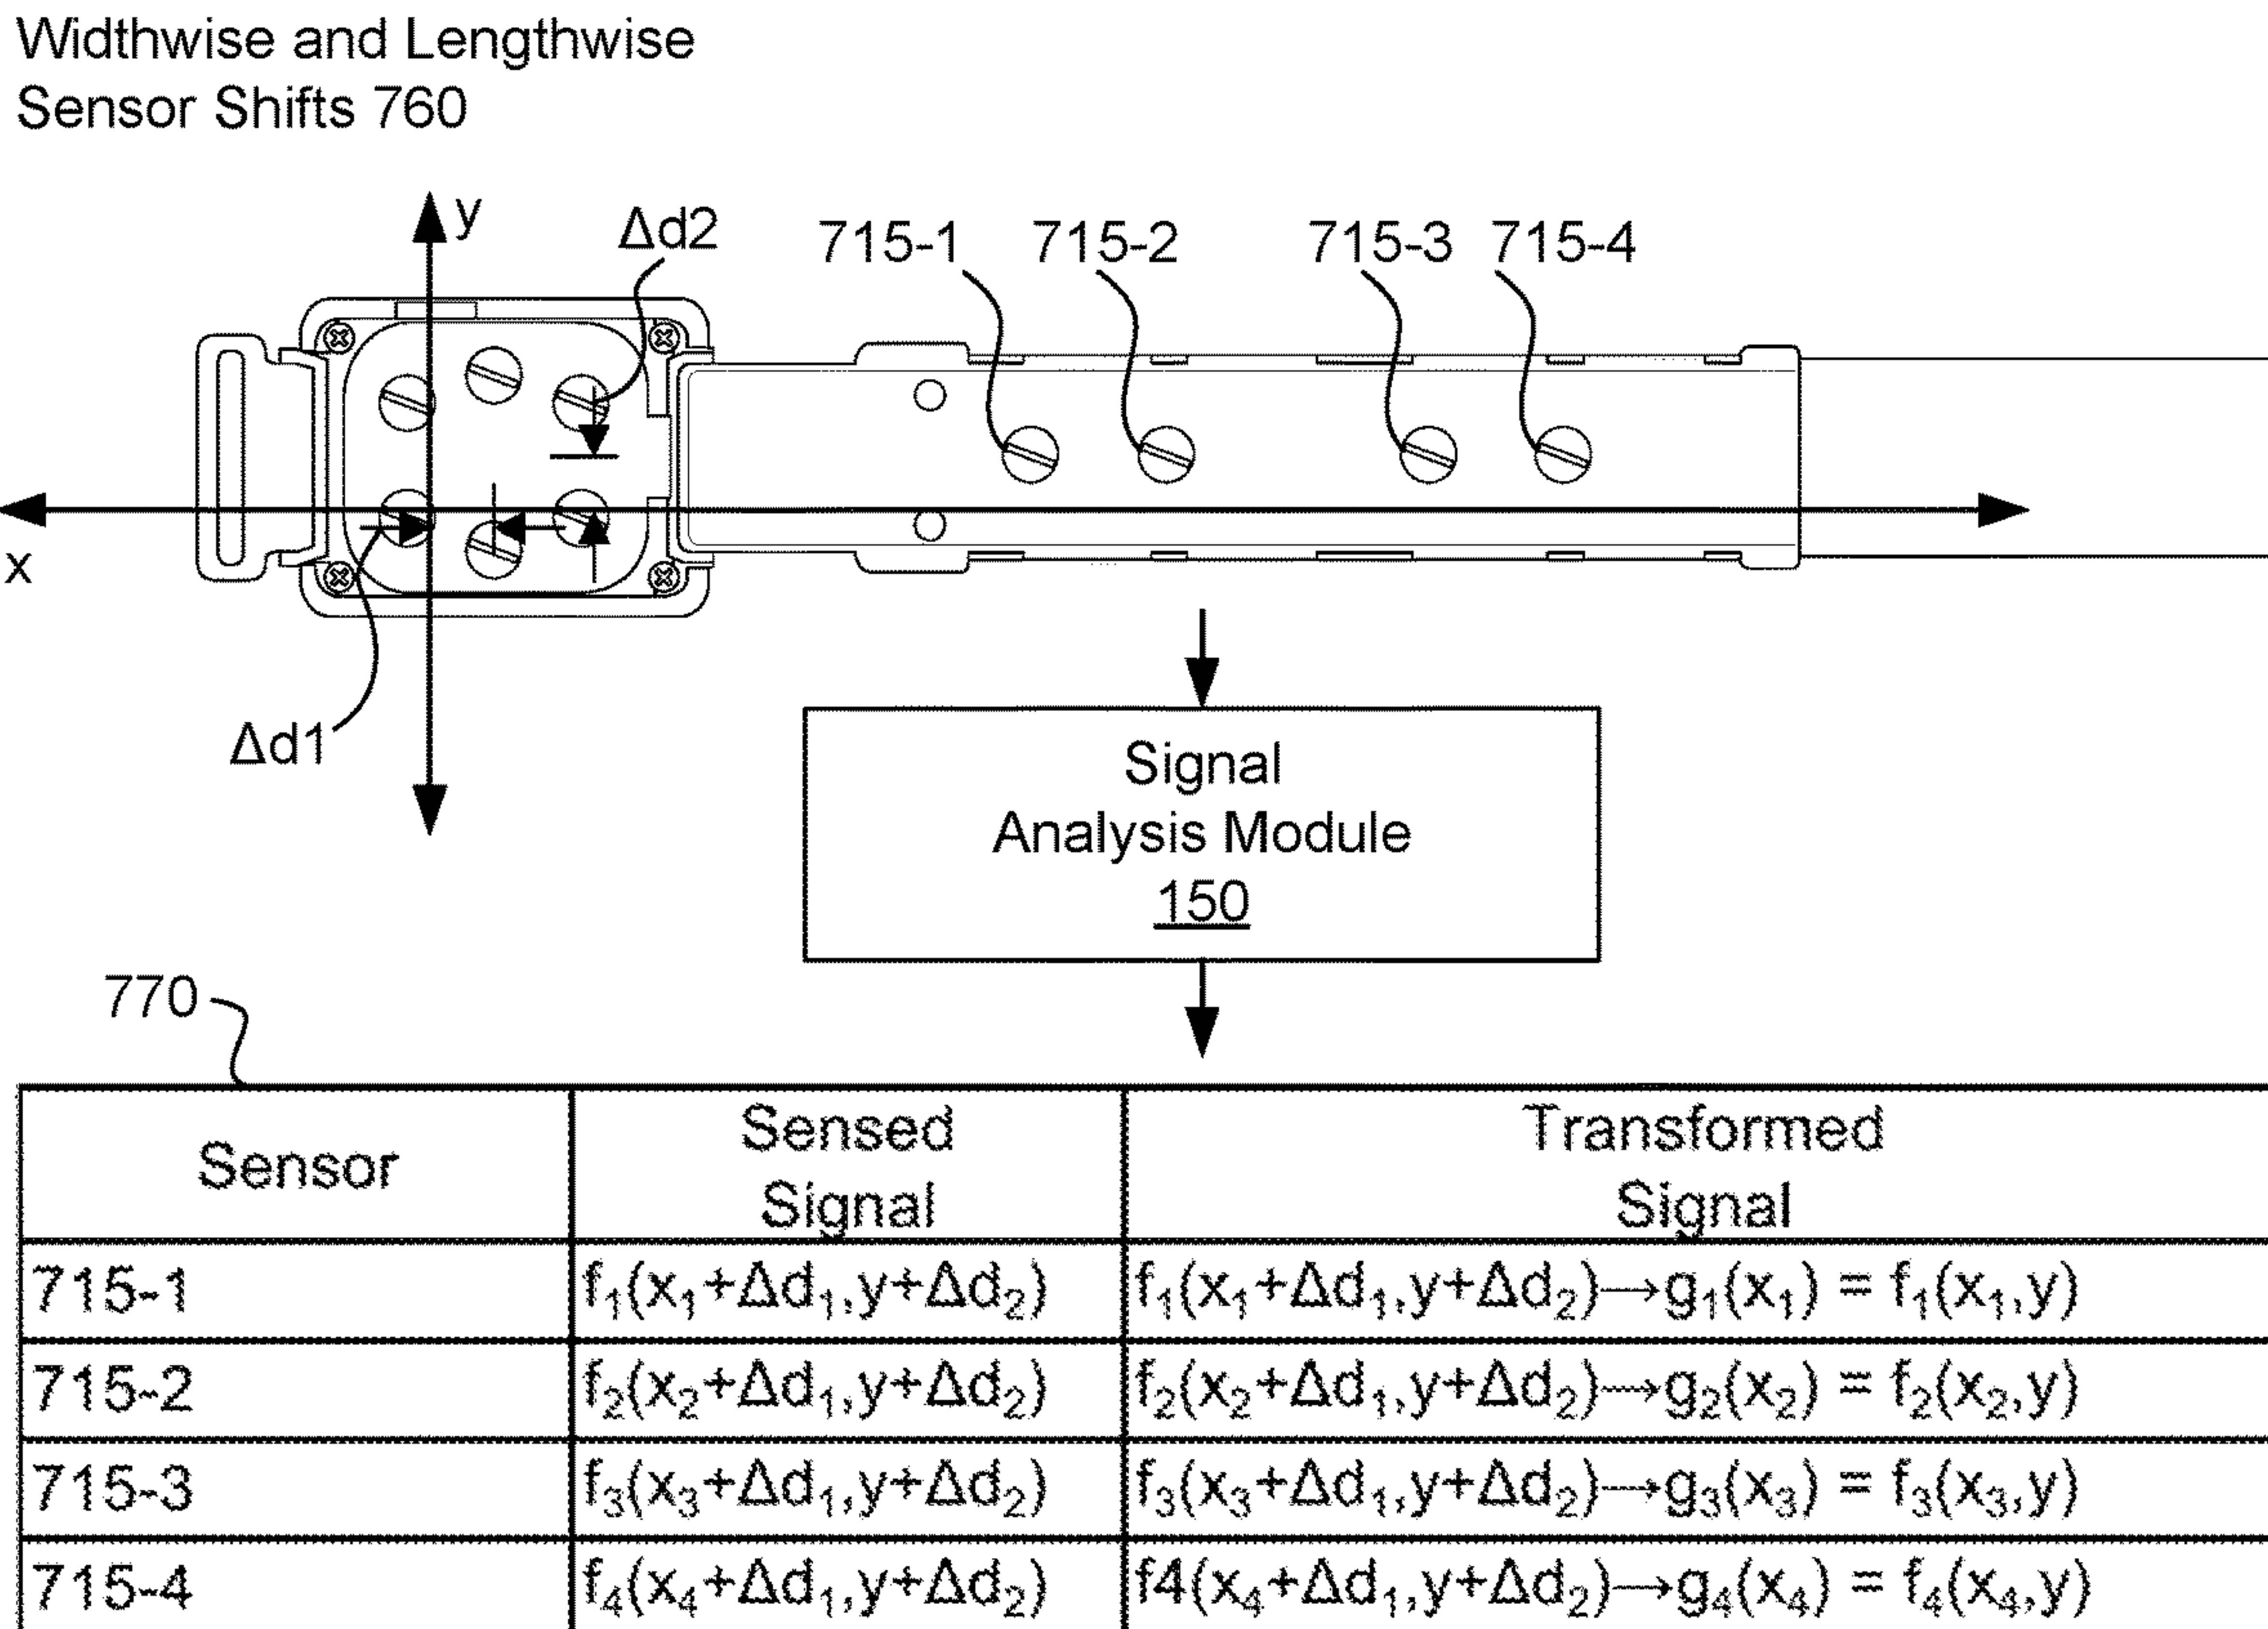 Widthwise and Lengthwise
Sensor Shifts 760
y
Δd2
715-1
715-2
715-3
715-4
x
Δd1
Signal
Analysis Module
150
770
Sensor
Sensed
Signal
Transformed
Signal
715-1
f₁(x₁+Δd₁,y+Δd₂)
f₁(x₁+Δd₁,y+Δd₂)→g₁(x₁) = f₁(x₁,y)
715-2
f₂(x₂+Δd₁,y+Δd₂)
f₂(x₂+Δd₁,y+Δd₂)→g₂(x₂) = f₂(x₂,y)
715-3
f₃(x₃+Δd₁,y+Δd₂)
f₃(x₃+Δd₁,y+Δd₂)→g₃(x₃) = f₃(x₃,y)
715-4
f₄(x₄+Δd₁,y+Δd₂)
f4(x₄+Δd₁,y+Δd₂)→g₄(x₄) = f₄(x₄,y)